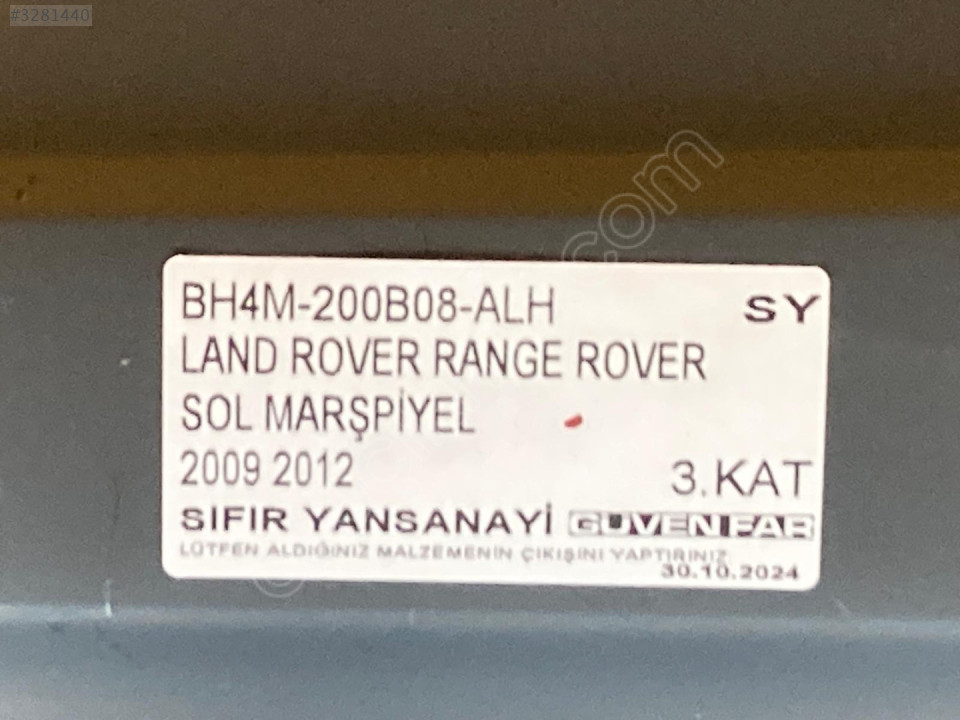 #3281440
.com
BH4M-200B08-ALH SY
LAND ROVER RANGE ROVER
SOL MARŞPİYEL
2009 2012 3.KAT
SIFIR YANSANAYİ GÜVEN FAR
LÜTFEN ALDIĞINIZ MALZEMENİN ÇIKIŞINI YAPTIRINIZ.
30.10.2024